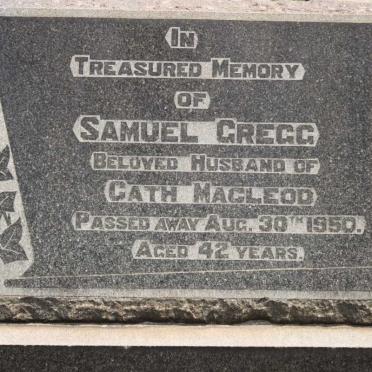 IN
TREASURED MEMORY
OF
SAMUEL GREGG
BELOVED HUSBAND OF
CATH MACLEOD
PASSED AWAY AUG. 30TH 1950.
AGED 42 YEARS.